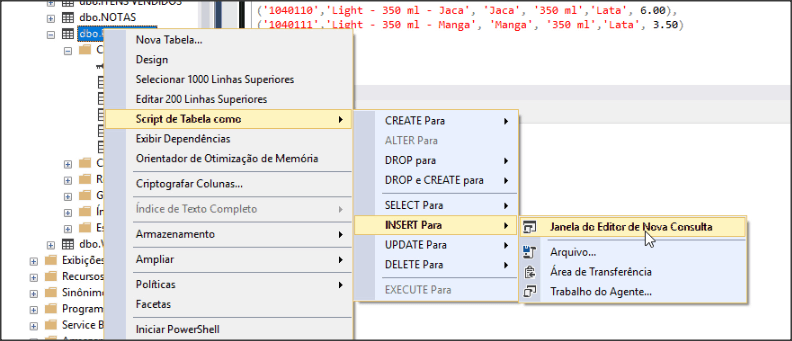 dbo.ITENS VENDIDOS
dbo.NOTAS
dbo.
('1040110','Light - 350 ml - Jaca', 'Jaca', '350 ml','Lata', 6.00),
('1040111','Light - 350 ml - Manga', 'Manga', '350 ml','Lata', 3.50)
Nova Tabela...
Design
Selecionar 1000 Linhas Superiores
Editar 200 Linhas Superiores
Script de Tabela como
Exibir Dependências
Orientador de Otimização de Memória
Criptografar Colunas...
Índice de Texto Completo
Armazenamento
Ampliar
Políticas
Facetas
Iniciar PowerShell
CREATE Para
ALTER Para
DROP para
DROP e CREATE para
SELECT Para
INSERT Para
UPDATE Para
DELETE Para
EXECUTE Para
Janela do Editor de Nova Consulta
Arquivo...
Área de Transferência
Trabalho do Agente...
C
C
R
G
Ín
Es
dbo.V
Exibições
Recursos
Sinônimo
Program
Service B